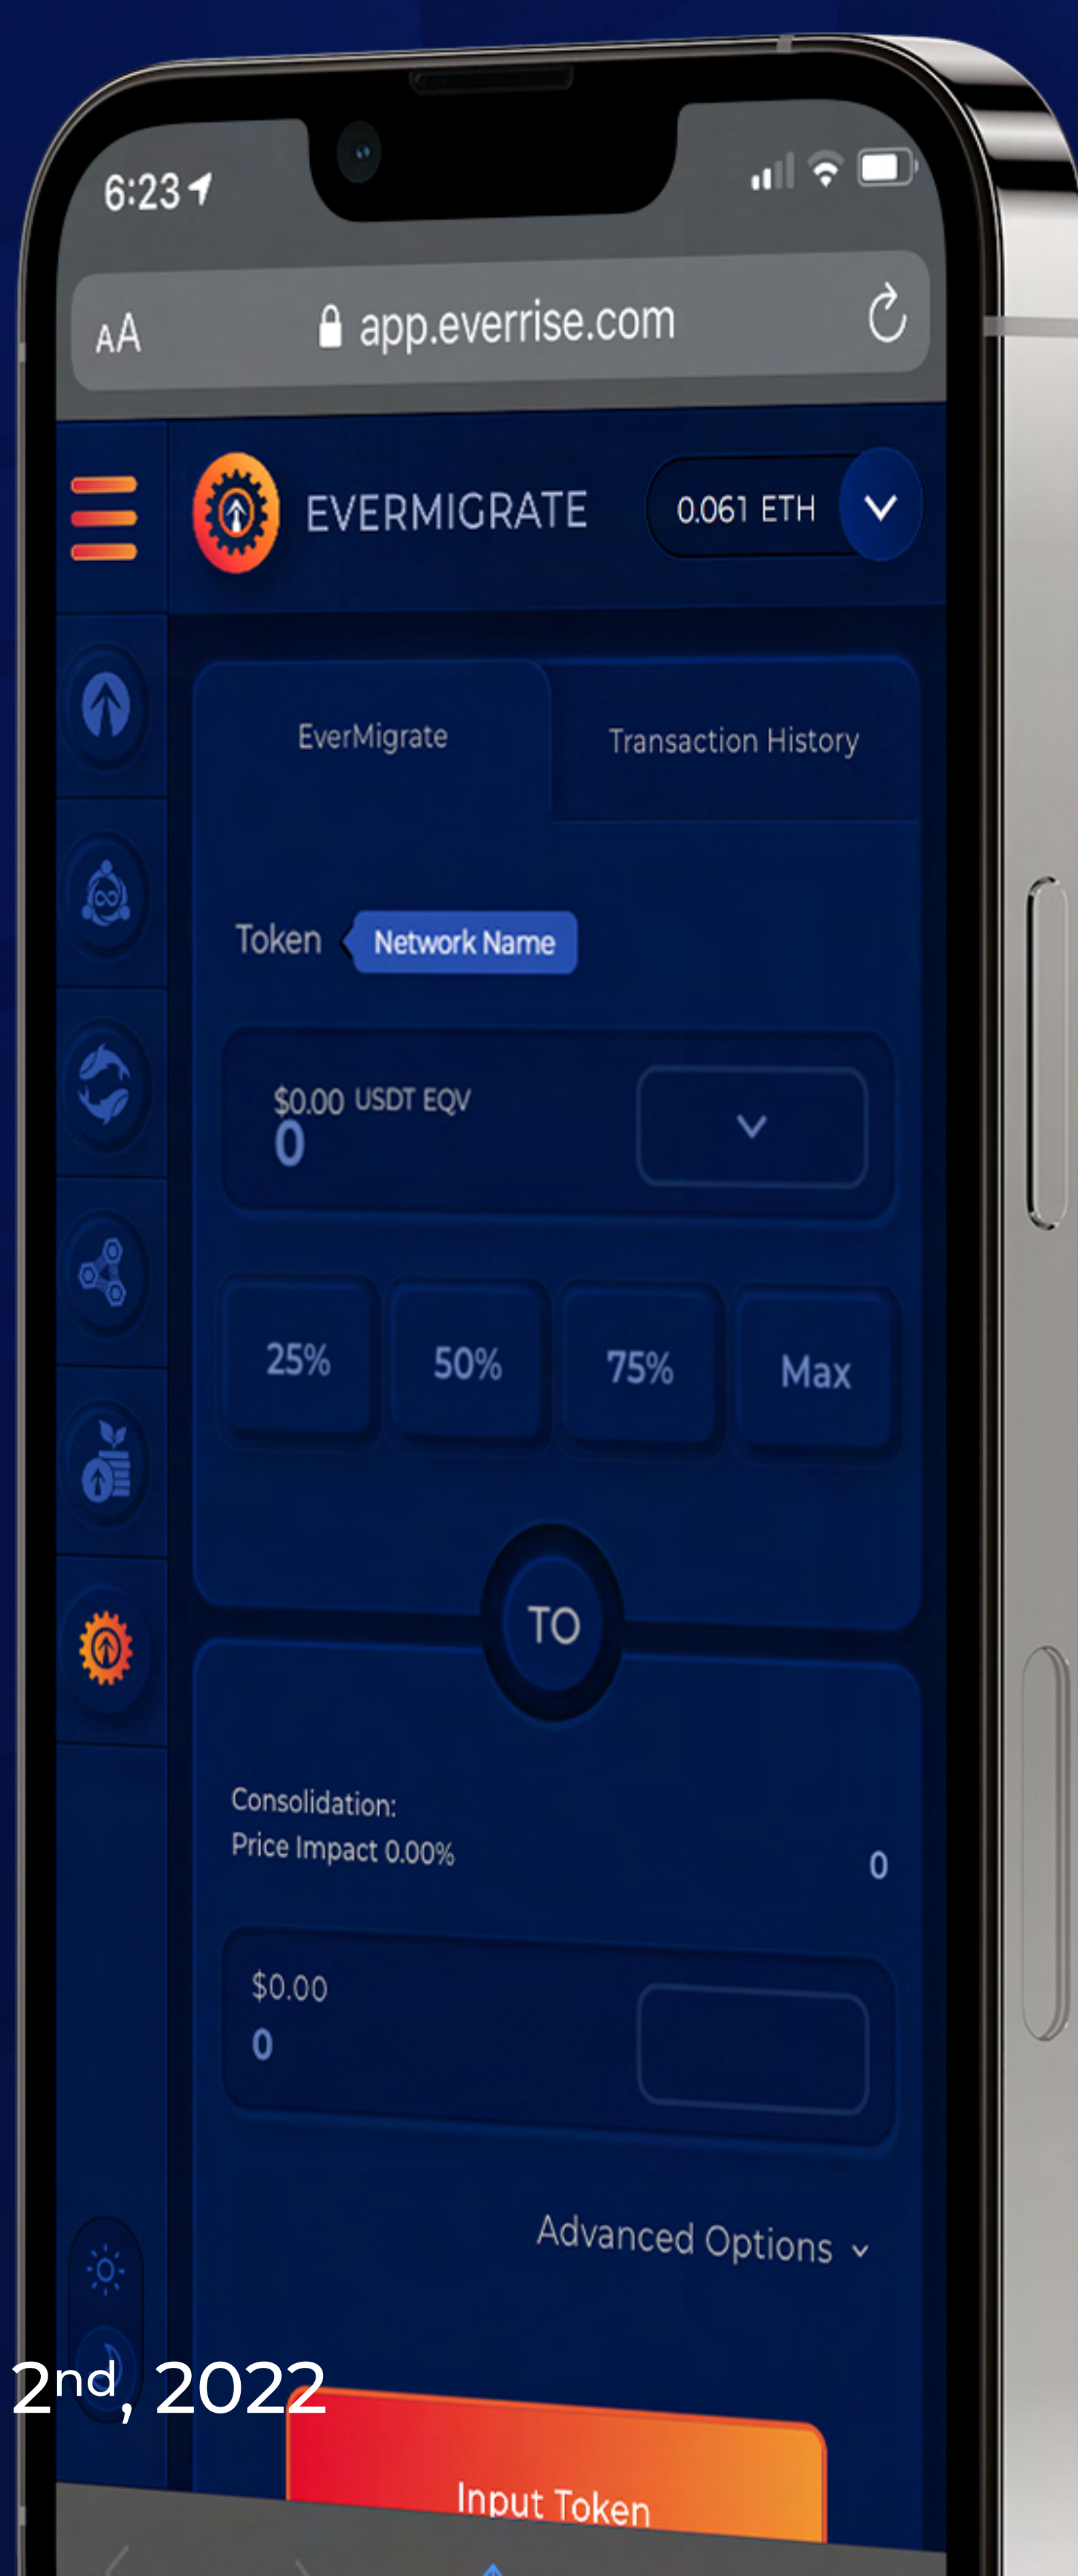 6:23
AA app.everrise.com
EVERMIGRATE 0.061 ETH
EverMigrate Transaction History
Token Network Name
$0.00 USDT EQV
0
25% 50% 75% Max
TO
Consolidation:
Price Impact 0.00%
0
$0.00
0
Advanced Options
2nd, 2022
Input Token